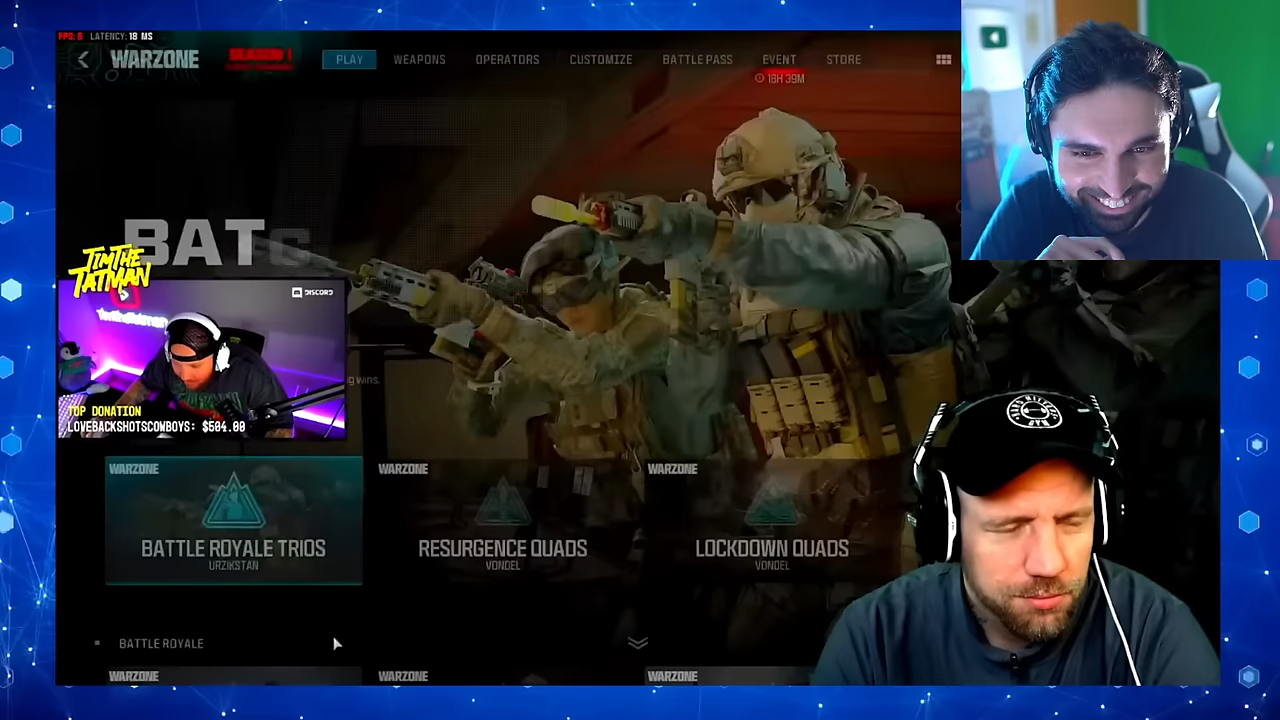 FPS: 8 LATENCY: 18 MS
WARZONE
SEASON 1
PLAY
WEAPONS
OPERATORS
CUSTOMIZE
BATTLE PASS
EVENT
STORE
18H 39M
BAT
TIMTHE
TATMAN
DISCORD
g wins.
TOP DONATION
LOVEBACKSHOTSCOWBOYS: $504.00
WARZONE
BATTLE ROYALE TRIOS
URZIKSTAN
WARZONE
RESURGENCE QUADS
VONDEL
WARZONE
LOCKDOWN QUADS
VONDEL
BATTLE ROYALE
WARZONE
WARZONE
WARZONE